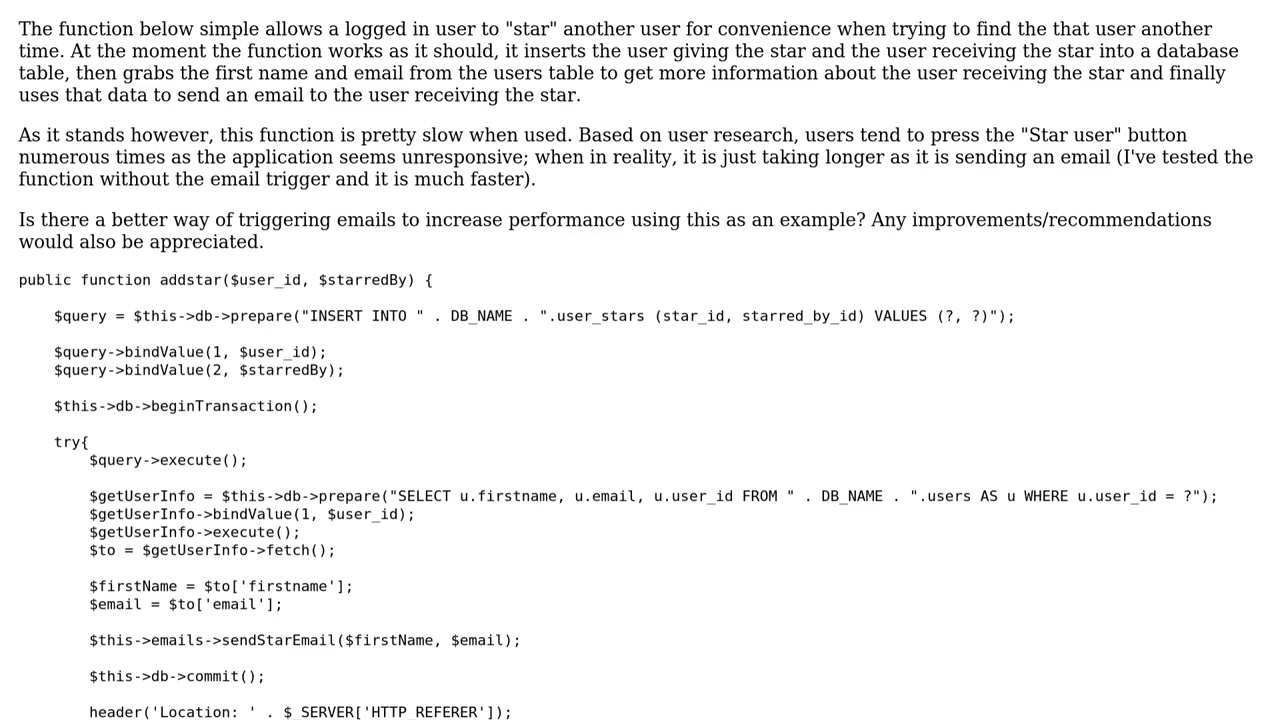 The function below simple allows a logged in user to "star" another user for convenience when trying to find the that user another
time. At the moment the function works as it should, it inserts the user giving the star and the user receiving the star into a database
table, then grabs the first name and email from the users table to get more information about the user receiving the star and finally
uses that data to send an email to the user receiving the star.
As it stands however, this function is pretty slow when used. Based on user research, users tend to press the "Star user" button
numerous times as the application seems unresponsive; when in reality, it is just taking longer as it is sending an email (I've tested the
function without the email trigger and it is much faster).
Is there a better way of triggering emails to increase performance using this as an example? Any improvements/recommendations
would also be appreciated.
public function addstar($user_id, $starredBy) {
$query = $this->db->prepare("INSERT INTO " . DB_NAME . ".user_stars (star_id, starred_by_id) VALUES (?, ?)");
$query->bindValue(1, $user_id);
$query->bindValue(2, $starredBy);
$this->db->beginTransaction();
try{
$query->execute();
$getUserInfo = $this->db->prepare("SELECT u.firstname, u.email, u.user_id FROM " . DB_NAME . ".users AS u WHERE u.user_id = ?");
$getUserInfo->bindValue(1, $user_id);
$getUserInfo->execute();
$to = $getUserInfo->fetch();
$firstName = $to['firstname'];
$email = $to['email'];
$this->emails->sendStarEmail($firstName, $email);
$this->db->commit();
header('Location: ' . $_SERVER['HTTP_REFERER']);